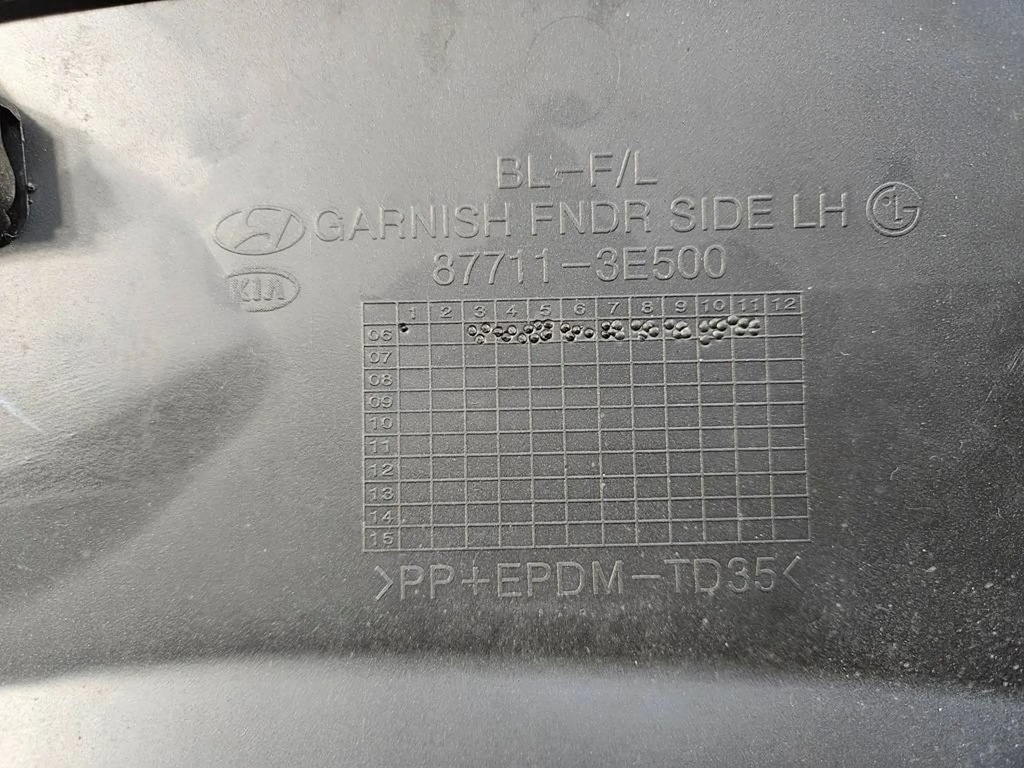 BL-F/L
GARNISH FNDR SIDE LH
KIA
87711-3E500
1 2 3 4 5 6 7 8 9 10 11 12
06
07
08
09
10
11
12
13
14
15
>PP+EPDM-TD35<